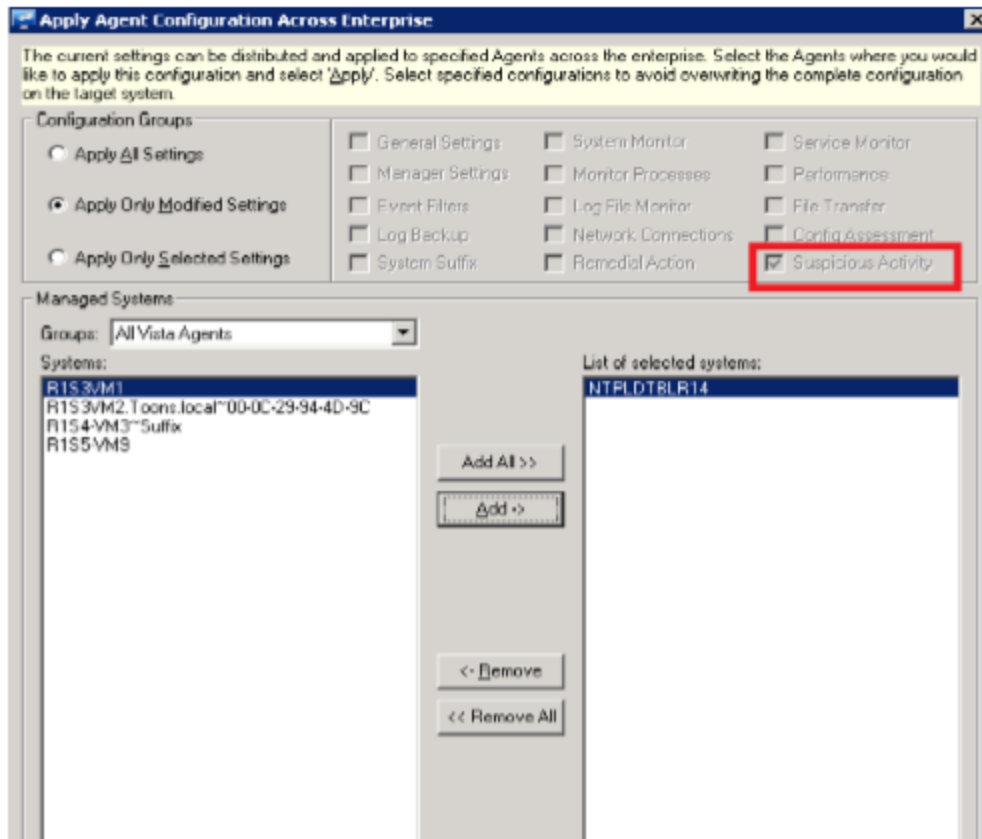 Apply Agent Configuration Across Enterprise
The current settings can be distributed and applied to specified Agents across the enterprise. Select the Agents where you would
like to apply this configuration and select 'Apply'. Select specified configurations to avoid overwriting the complete configuration
on the target system.
Configuration Groups
Apply All Settings
Apply Only Modified Settings
Apply Only Selected Settings
General Settings
System Monitor
Service Monitor
Manager Settings
Monitor Processes
Performance
Event Filters
Log File Monitor
File Transfer
Log Backup
Network Connections
Config Assessment
System Suffix
Remedial Action
Suspicious Activity
Managed Systems
Groups: All Vista Agents
Systems:
R1S3VM1
R1S3VM2.Toons.local~00-0C-29-94-4D-9C
R1S4-VM3~Suffix
R1S5-VM9
Add All >>
Add ->
<- Remove
<< Remove All
List of selected systems:
NTPLDTBLR14